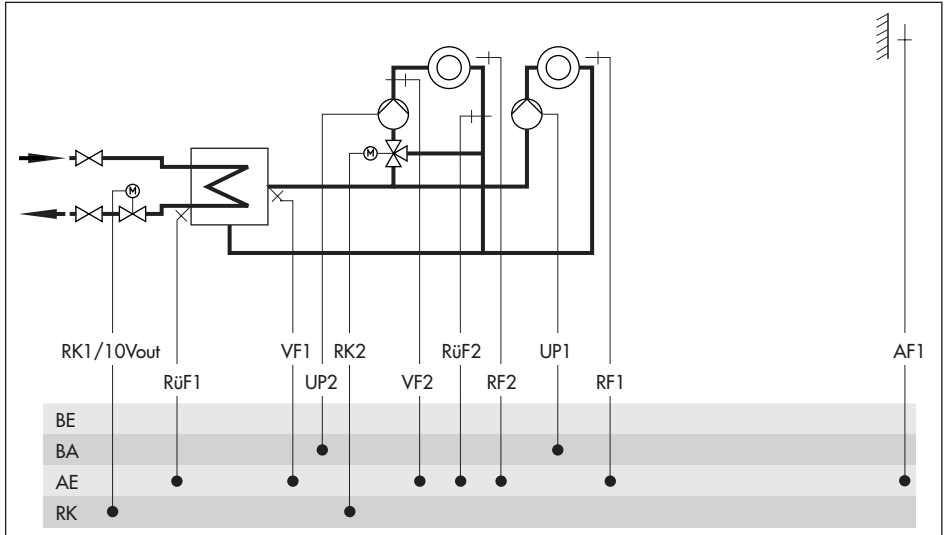 M
M
RK1/10Vout VF1 RK2 RüF2 UP1 AF1
RüF1 UP2 VF2 RF2 RF1
BE
BA
AE
RK